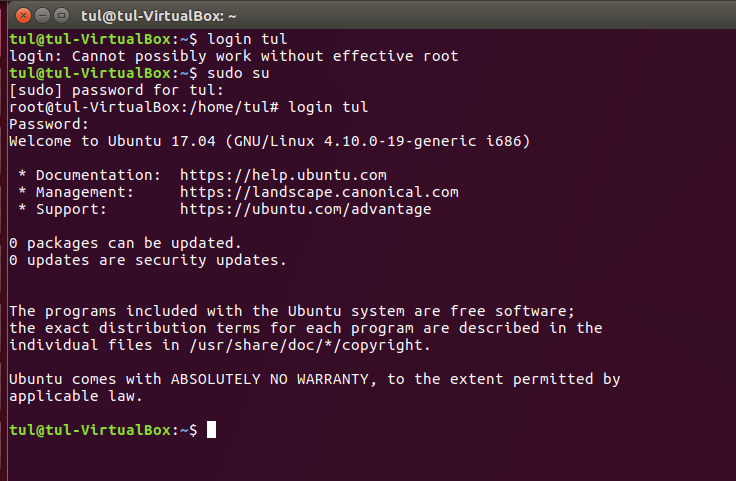 tul@tul-VirtualBox: ~
tul@tul-VirtualBox:~$ login tul
login: Cannot possibly work without effective root
tul@tul-VirtualBox:~$ sudo su
[sudo] password for tul:
root@tul-VirtualBox:/home/tul# login tul
Password:
Welcome to Ubuntu 17.04 (GNU/Linux 4.10.0-19-generic i686)
* Documentation:  https://help.ubuntu.com
* Management:     https://landscape.canonical.com
* Support:        https://ubuntu.com/advantage
0 packages can be updated.
0 updates are security updates.
The programs included with the Ubuntu system are free software;
the exact distribution terms for each program are described in the
individual files in /usr/share/doc/*/copyright.
Ubuntu comes with ABSOLUTELY NO WARRANTY, to the extent permitted by
applicable law.
tul@tul-VirtualBox:~$